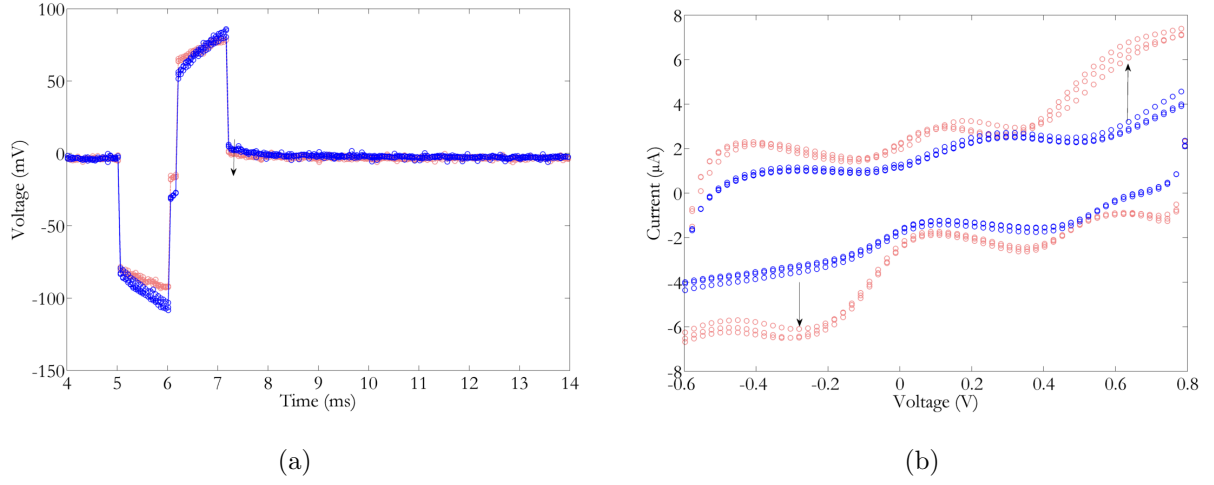 100
50
0
-50
-100
-150
Voltage (mV)
4 5 6 7 8 9 10 11 12 13 14
Time (ms)
(a)
8
6
4
2
0
-2
-4
-6
-8
Current (µA)
-0.6 -0.4 -0.2 0 0.2 0.4 0.6 0.8
Voltage (V)
(b)